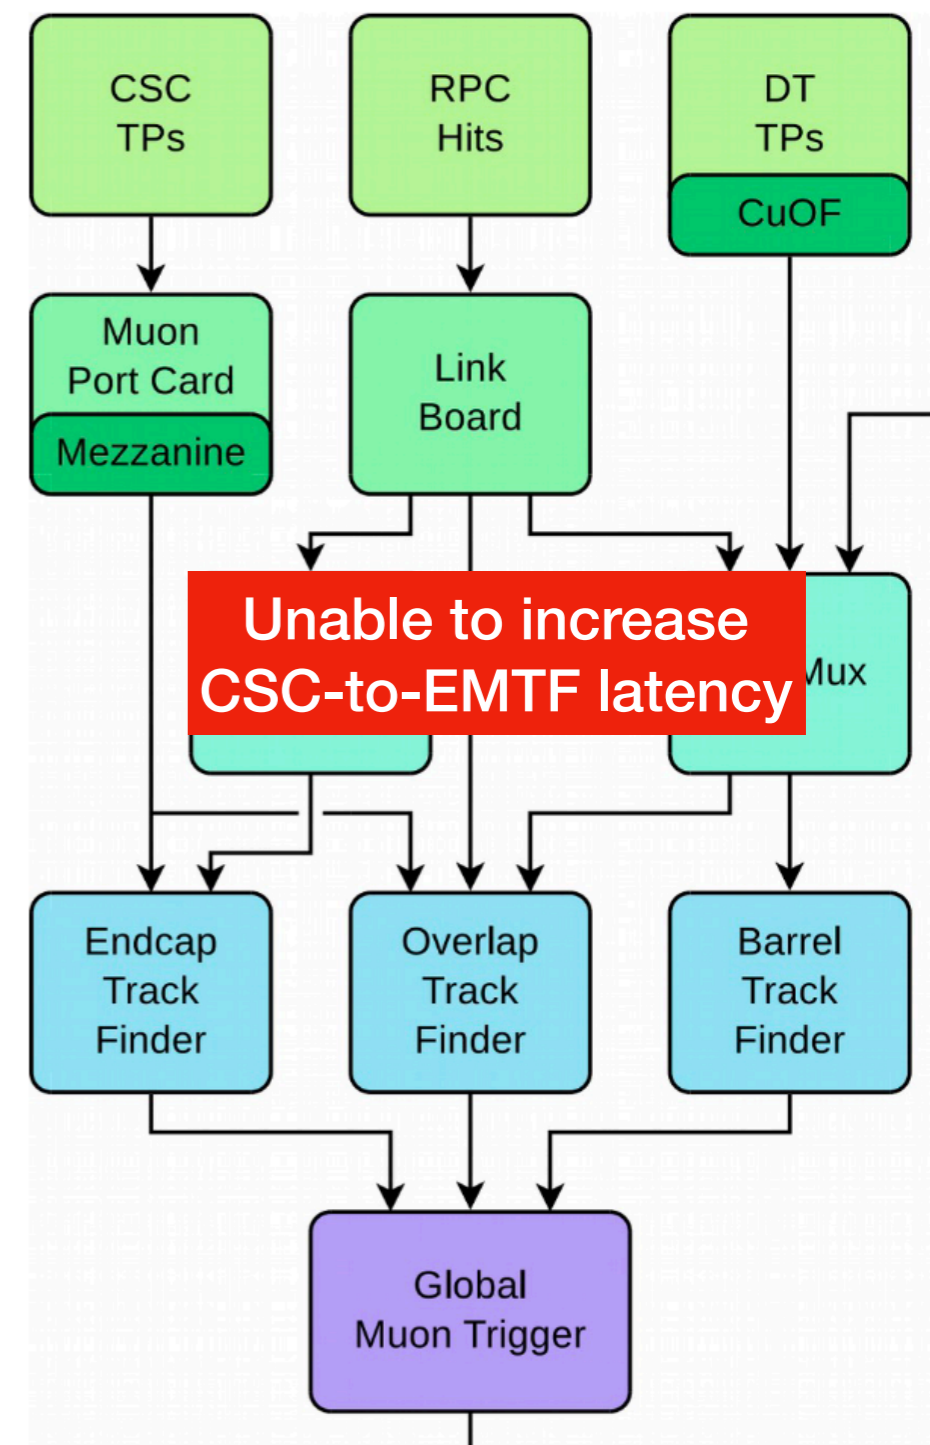 CSC
TPs
RPC
Hits
DT
TPs
CuOF
Muon
Port Card
Mezzanine
Link
Board
Unable to increase
CSC-to-EMTF latency
Mux
Endcap
Track
Finder
Overlap
Track
Finder
Barrel
Track
Finder
Global
Muon Trigger